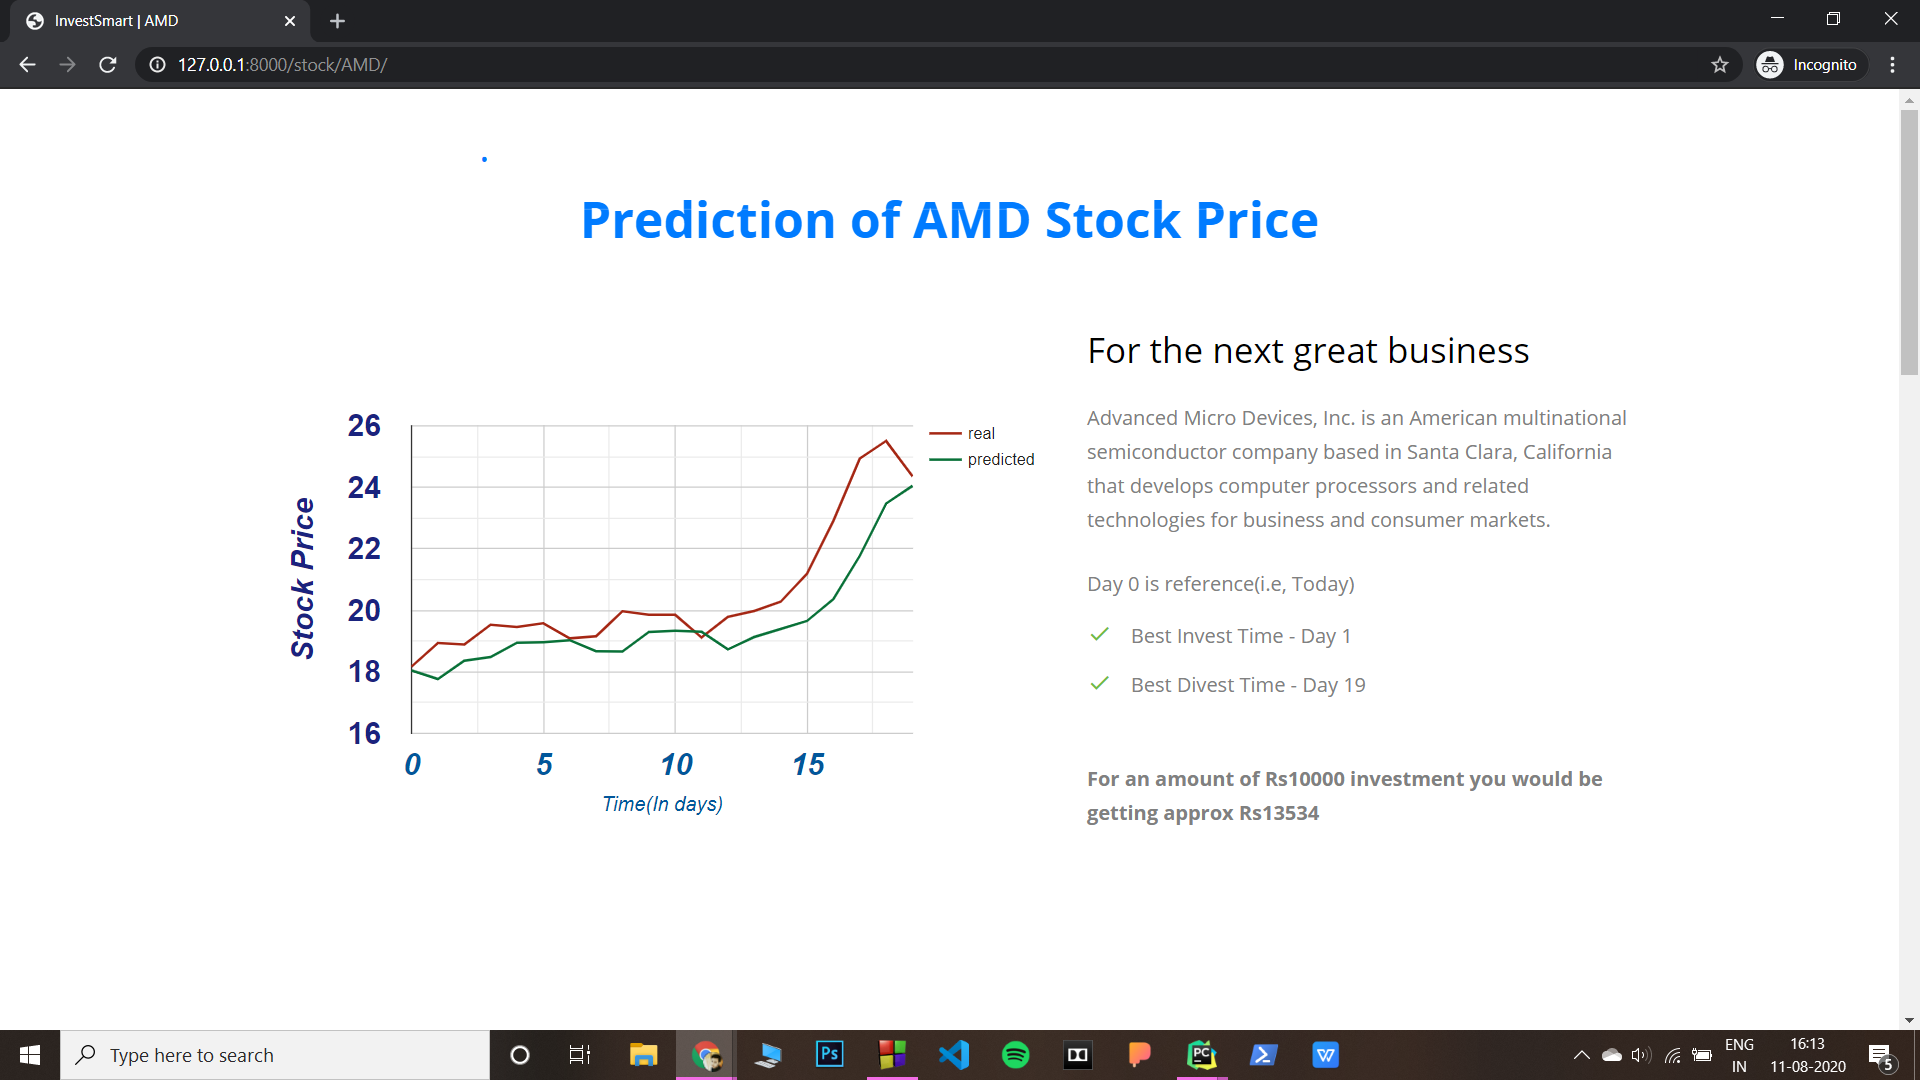 InvestSmart | AMD
127.0.0.1:8000/stock/AMD/
Incognito
Prediction of AMD Stock Price
For the next great business
Advanced Micro Devices, Inc. is an American multinational
semiconductor company based in Santa Clara, California
that develops computer processors and related
technologies for business and consumer markets.
Day 0 is reference(i.e, Today)
Best Invest Time - Day 1
Best Divest Time - Day 19
For an amount of Rs10000 investment you would be
getting approx Rs13534
Stock Price
26
24
22
20
18
16
0 5 10 15
Time(In days)
real
predicted
Type here to search
Ps
PC
W
ENG
IN
16:13
11-08-2020
5